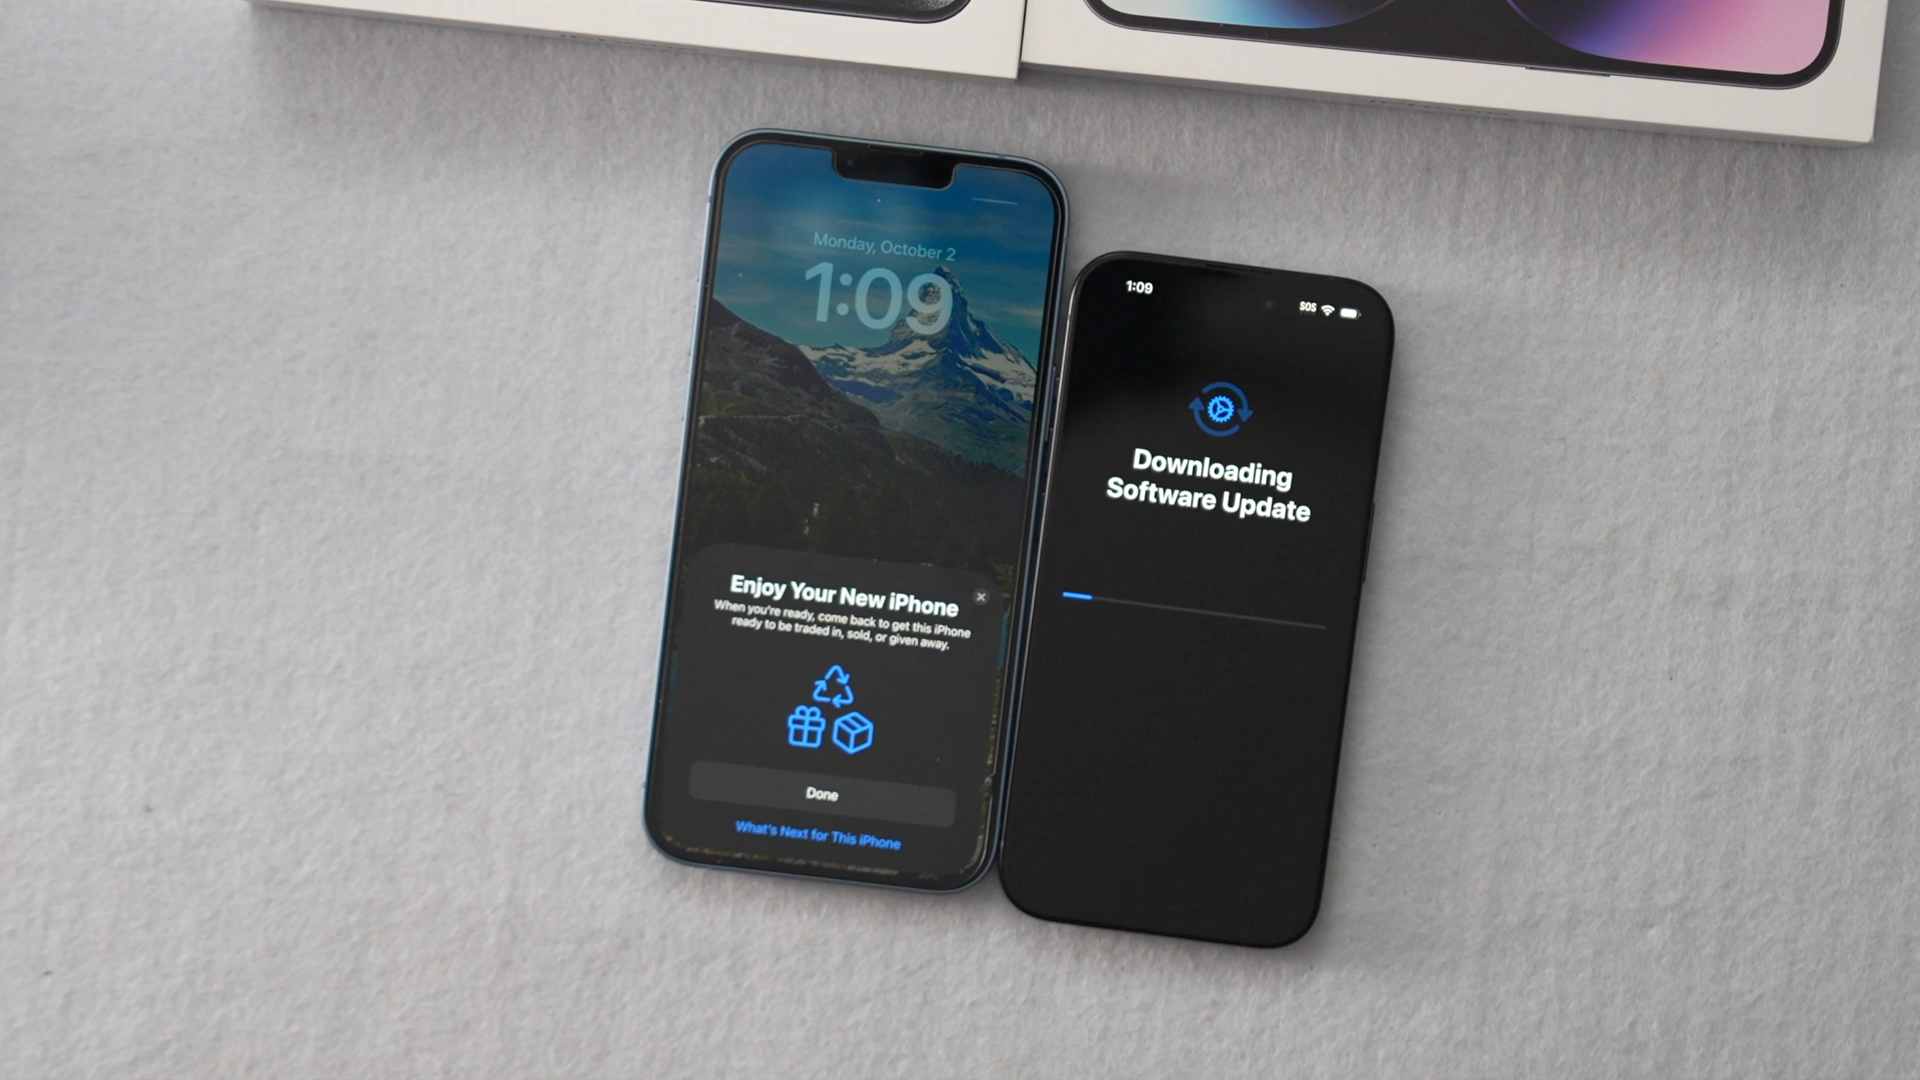 Monday, October 2
1:09
Enjoy Your New iPhone
When you're ready, come back to get this iPhone
ready to be traded in, sold, or given away.
Done
What's Next for This iPhone
1:09
SOS
Downloading
Software Update